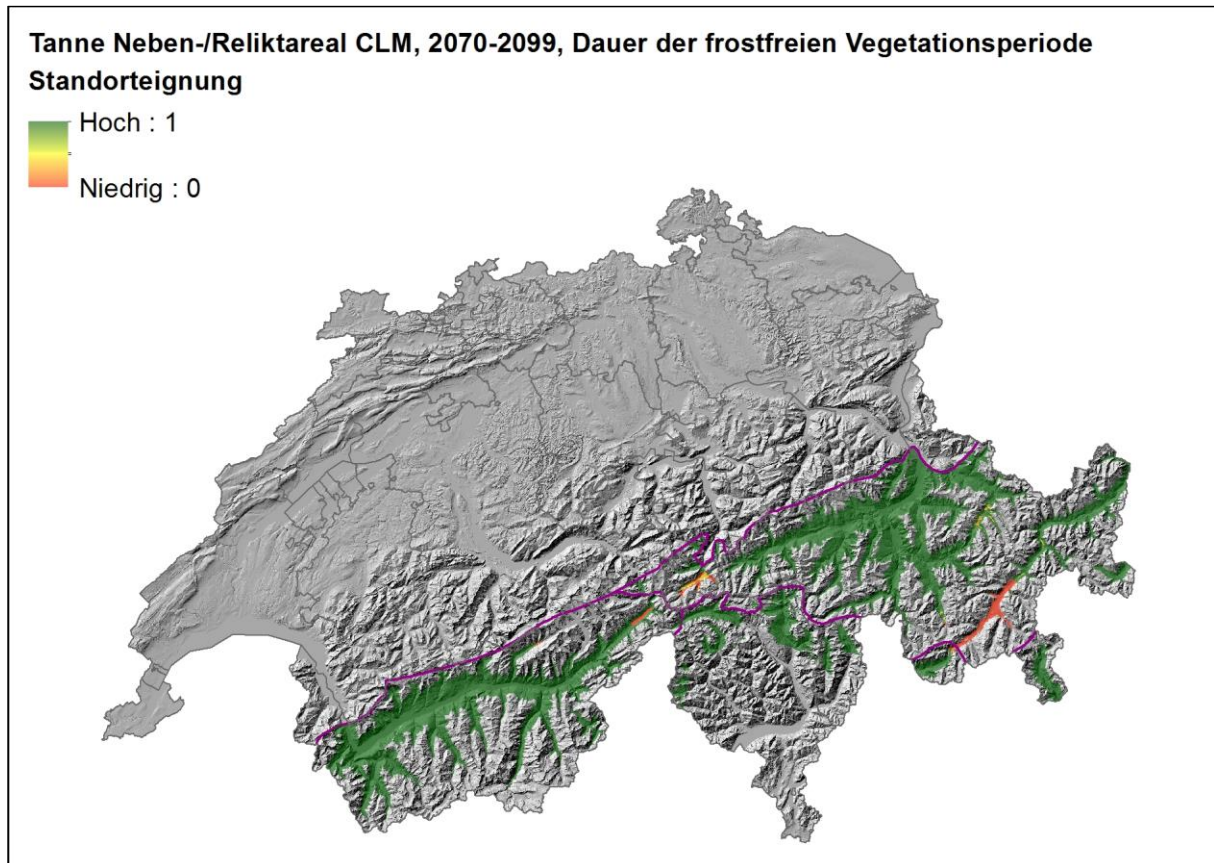 Tanne Neben-/Reliktareal CLM, 2070-2099, Dauer der frostfreien Vegetationsperiode
Standorteignung
Hoch : 1
Niedrig : 0